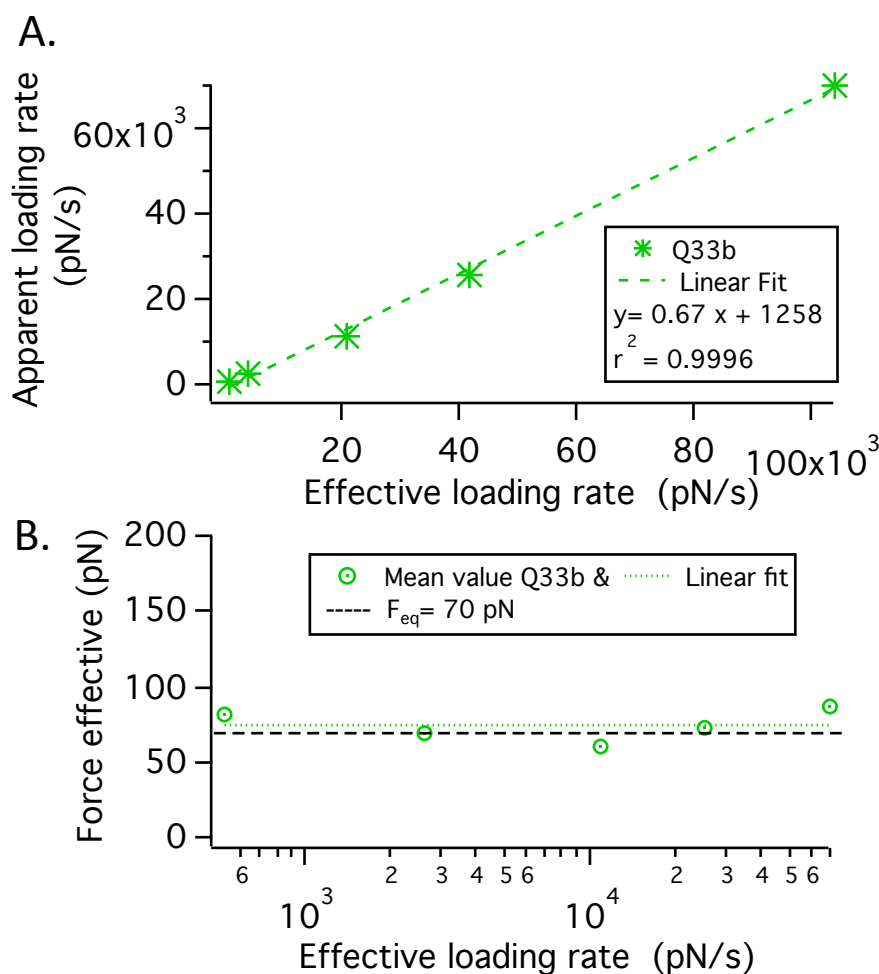 A.
Apparent loading rate
(pN/s)
60x10³
40
20
0
Q33b
Linear Fit
y= 0.67 x + 1258
r² = 0.9996
20 40 60 80 100x10³
Effective loading rate (pN/s)
B.
Force effective (pN)
200
150
100
50
0
Mean value Q33b & Linear fit
Feq= 70 pN
6 2 3 4 5 6 2 3 4 5 6
10³ 10⁴
Effective loading rate (pN/s)